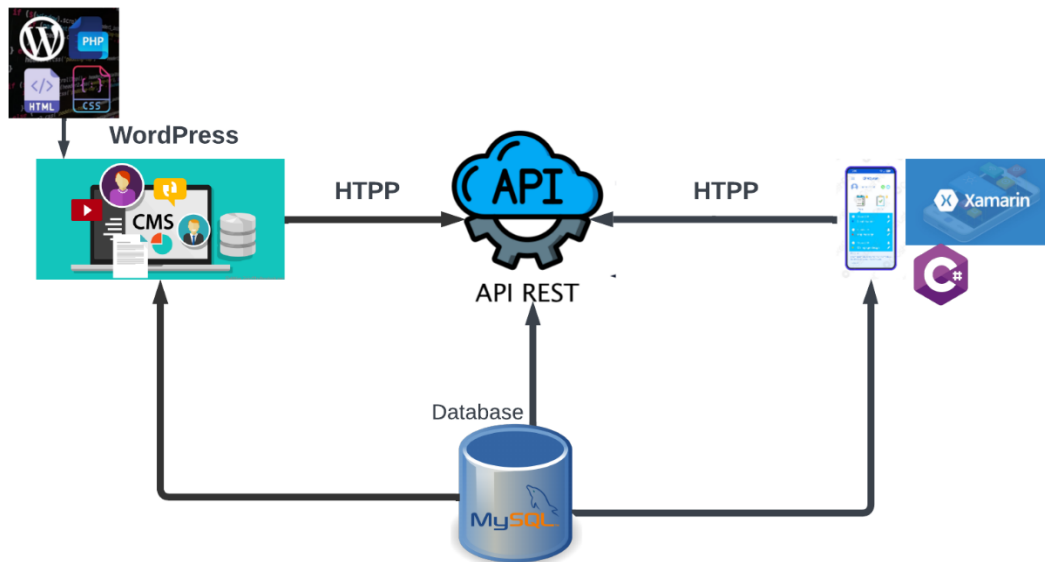 PHP
</>
HTML
{ }
CSS
WordPress
CMS
HTPP
API
API REST
HTPP
Xamarin
C#
Database
MySQL